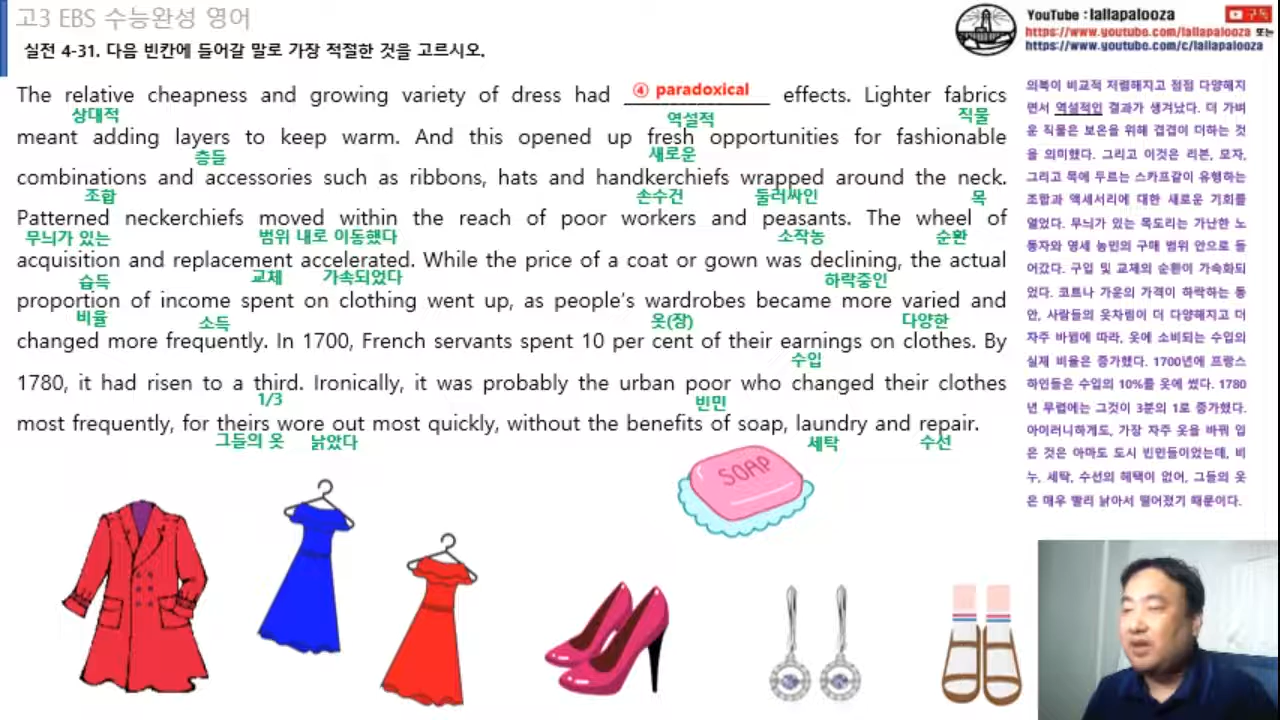 고3 EBS 수능완성 영어
실전 4-31. 다음 빈칸에 들어갈 말로 가장 적절한 것을 고르시오.
YouTube : lallapalooza 구독
https://www.youtube.com/lallapalooza 또는
https://www.youtube.com/c/lallapalooza
The relative cheapness and growing variety of dress had ④ paradoxical effects. Lighter fabrics
상대적 역설적 직물
meant adding layers to keep warm. And this opened up fresh opportunities for fashionable
층들 새로운
combinations and accessories such as ribbons, hats and handkerchiefs wrapped around the neck.
조합 손수건 둘러싸인 목
Patterned neckerchiefs moved within the reach of poor workers and peasants. The wheel of
무늬가 있는 범위 내로 이동했다 소작농 순환
acquisition and replacement accelerated. While the price of a coat or gown was declining, the actual
습득 교체 가속되었다 하락중인
proportion of income spent on clothing went up, as people's wardrobes became more varied and
비율 소득 옷(장) 다양한
changed more frequently. In 1700, French servants spent 10 per cent of their earnings on clothes. By
수입
1780, it had risen to a third. Ironically, it was probably the urban poor who changed their clothes
1/3 빈민
most frequently, for theirs wore out most quickly, without the benefits of soap, laundry and repair.
그들의 옷 낡았다 세탁 수선
의복이 비교적 저렴해지고 점점 다양해지
면서 역설적인 결과가 생겨났다. 더 가벼
운 직물은 보온을 위해 겹겹이 더하는 것
을 의미했다. 그리고 이것은 리본, 모자,
그리고 목에 두르는 스카프같이 유행하는
조합과 액세서리에 대한 새로운 기회를
열었다. 무늬가 있는 목도리는 가난한 노
동자와 영세 농민의 구매 범위 안으로 들
어갔다. 구입 및 교체의 순환이 가속화되
었다. 코트나 가운의 가격이 하락하는 동
안, 사람들의 옷차림이 더 다양해지고 더
자주 바뀜에 따라, 옷에 소비되는 수입의
실제 비율은 증가했다. 1700년에 프랑스
하인들은 수입의 10%를 옷에 썼다. 1780
년 무렵에는 그것이 3분의 1로 증가했다.
아이러니하게도, 가장 자주 옷을 바꿔 입
은 것은 아마도 도시 빈민들이었는데, 비
누, 세탁, 수선의 혜택이 없어, 그들의 옷
은 매우 빨리 낡아서 떨어졌기 때문이다.
SOAP